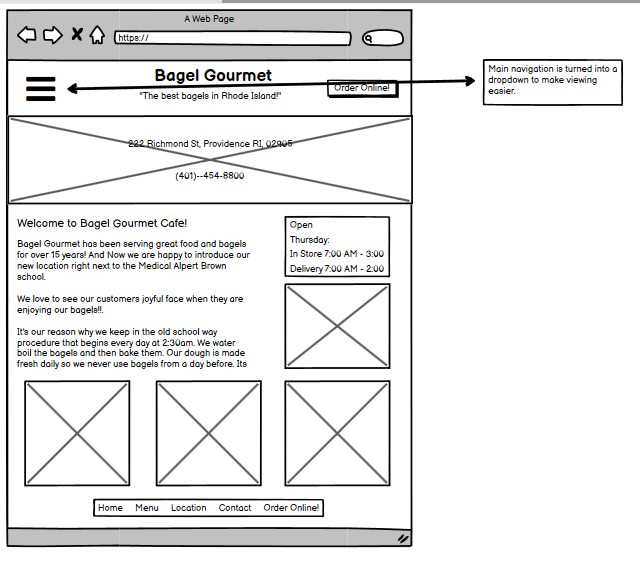 A Web Page
https://
Bagel Gourmet
"The best bagels in Rhode Island!"
Order Online!
Main navigation is turned into a
dropdown to make viewing
easier.
222 Richmond St, Providence RI, 02905
(401)--454-8800
Welcome to Bagel Gourmet Cafe!
Bagel Gourmet has been serving great food and bagels
for over 15 years! And Now we are happy to introduce our
new location right next to the Medical Alpert Brown
school.
We love to see our customers joyful face when they are
enjoying our bagels!!.
It's our reason why we keep in the old school way
procedure that begins every day at 2:30am. We water
boil the bagels and then bake them. Our dough is made
fresh daily so we never use bagels from a day before. Its
Open
Thursday:
In Store 7:00 AM - 3:00
Delivery 7:00 AM - 2:00
Home Menu Location Contact Order Online!